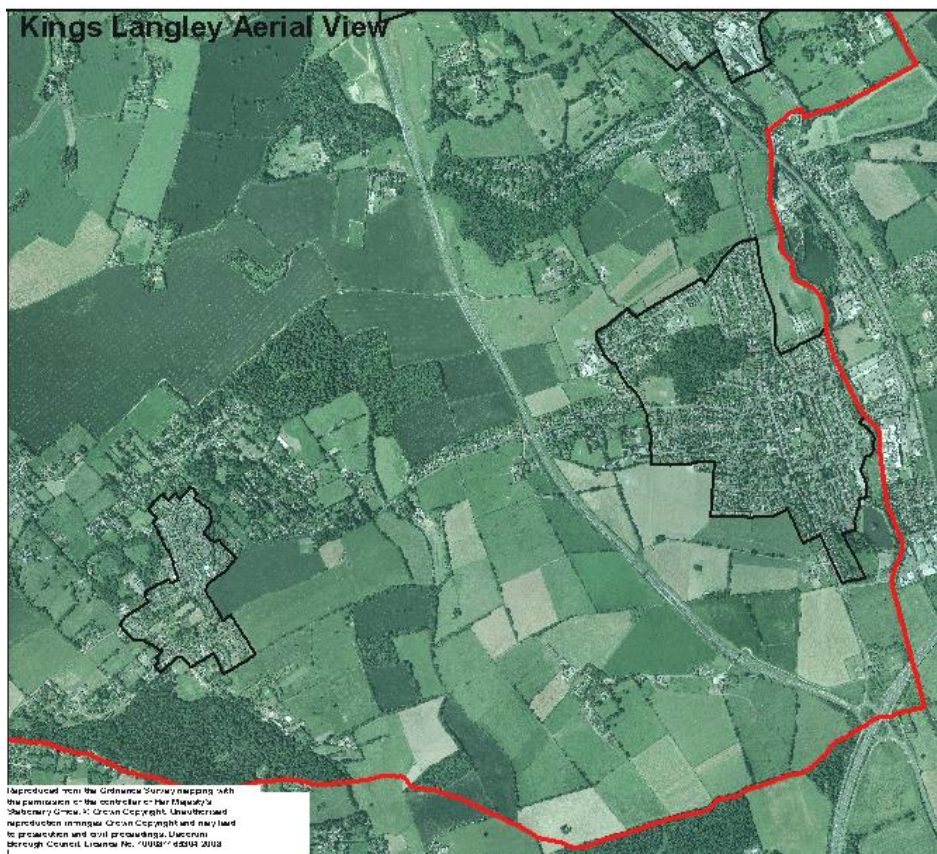 Kings Langley Aerial View
Reproduced from the Ordnance Survey mapping with
the permission of the controller of Her Majesty's
Stationery Office. © Crown Copyright. Unauthorised
reproduction infringes Crown Copyright and may lead
to prosecution and civil proceedings. Dacorum
Borough Council. Licence No. 2008